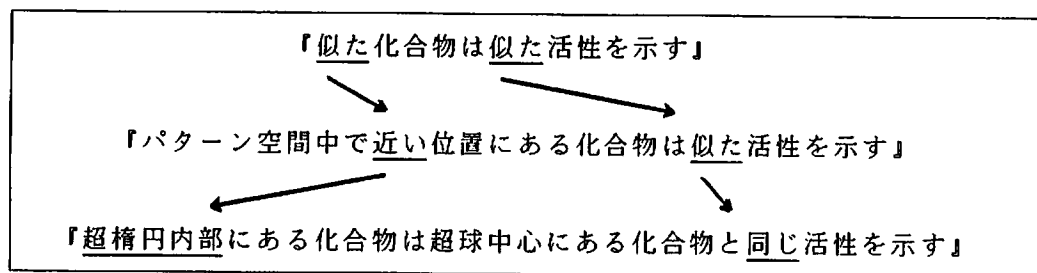 『似た化合物は似た活性を示す』
『パターン空間中で近い位置にある化合物は似た活性を示す』
『超楕円内部にある化合物は超球中心にある化合物と同じ活性を示す』